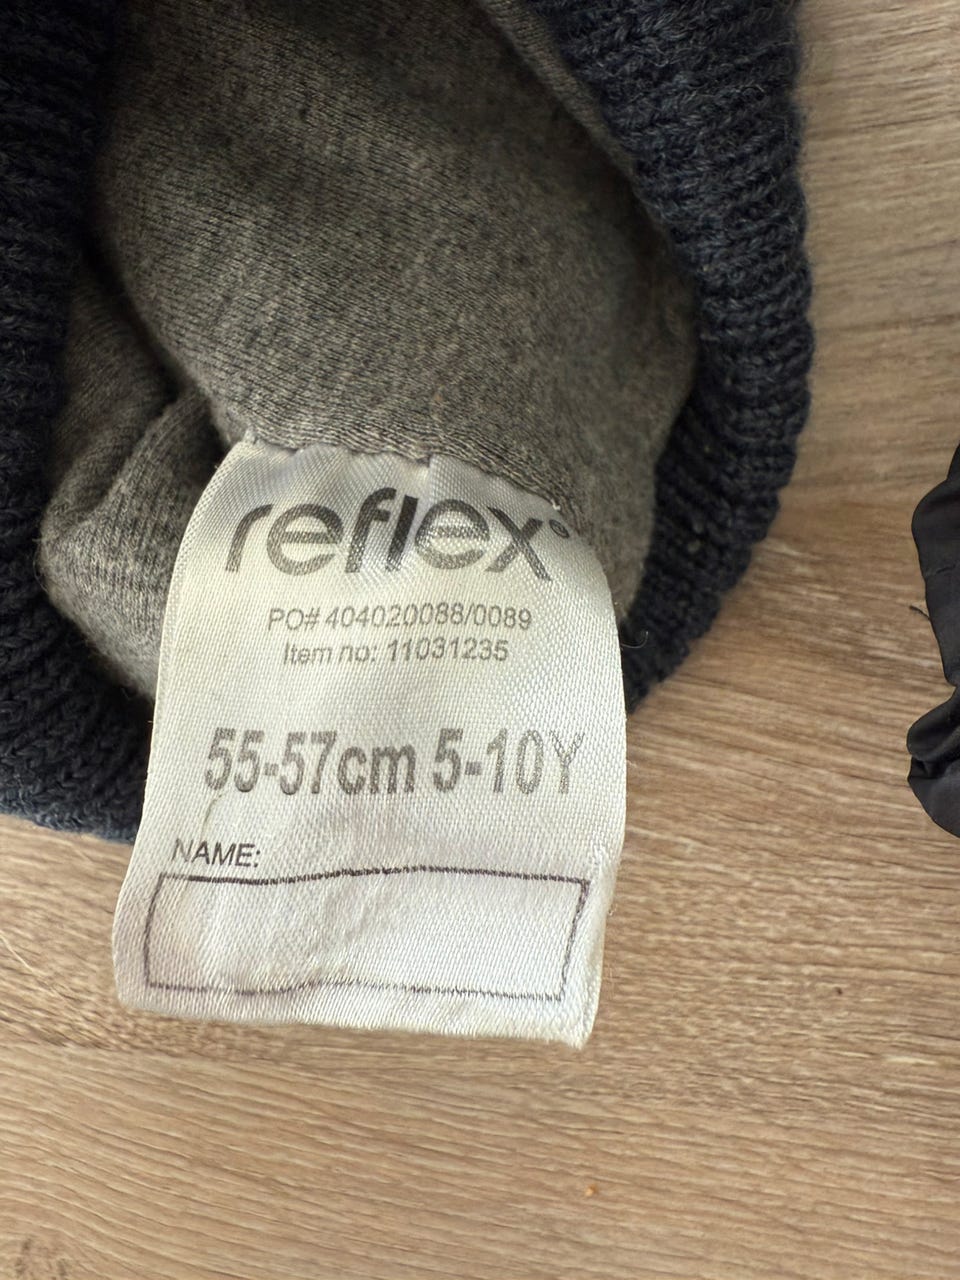 reflex®
PO# 404020088/0089
Item no: 11031235
55-57cm 5-10Y
NAME: